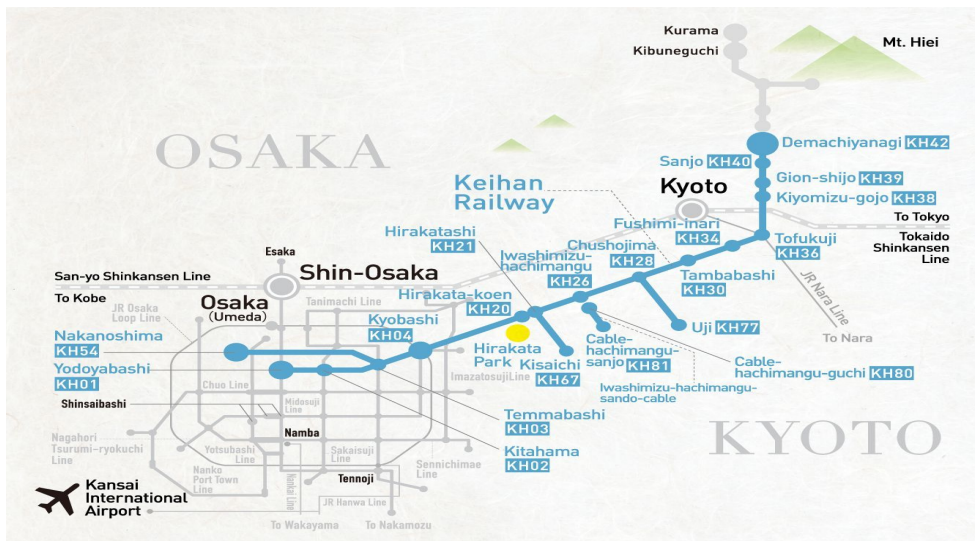 Kurama
Kibuneguchi
Mt. Hiei
OSAKA
Demachiyanagi KH42
Sanjo KH40
Gion-shijo KH39
Kiyomizu-gojo KH38
Keihan
Railway
Kyoto
To Tokyo
Tokaido
Shinkansen
Line
Hirakatashi
KH21
Fushimi-inari
KH34
Tofukuji
KH36
Iwashimizu-
hachimangu
KH26
Chushojima
KH28
Tambabashi
KH30
JR Nara Line
To Nara
Esaka
Shin-Osaka
San-yo Shinkansen Line
To Kobe
Osaka
(Umeda)
JR Osaka
Loop Line
Tanimachi Line
Hirakata-koen
KH20
Kyobashi
KH04
Nakanoshima
KH54
Yodoyabashi
KH01
Hirakata
Park
Kisaichi
KH67
Cable-
hachimangu-
sanjo KH81
Uji KH77
Cable-
hachimangu-guchi KH80
Iwashimizu-hachimangu-
sando-cable
ImazatosujiLine
Chuo Line
Midosuji
Line
Shinsaibashi
Temmabashi
KH03
Kitahama
KH02
Namba
Nagahori
Tsurumi-ryokuchi
Line
Yotsubashi
Line
Sakaisuji
Line
Sennichimae
Line
Nanko
Port Town
Line
Nankai Line
Tennoji
JR Hanwa Line
To Wakayama
To Nakamozu
Kansai
International
Airport
KYOTO